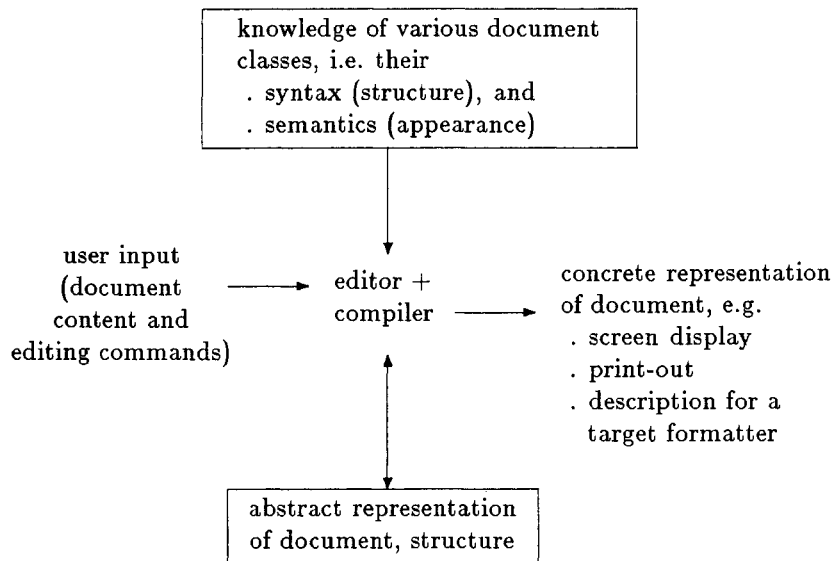 knowledge of various document
classes, i.e. their
. syntax (structure), and
. semantics (appearance)
user input
(document
content and
editing commands)
editor +
compiler
concrete representation
of document, e.g.
. screen display
. print-out
. description for a
target formatter
abstract representation
of document, structure